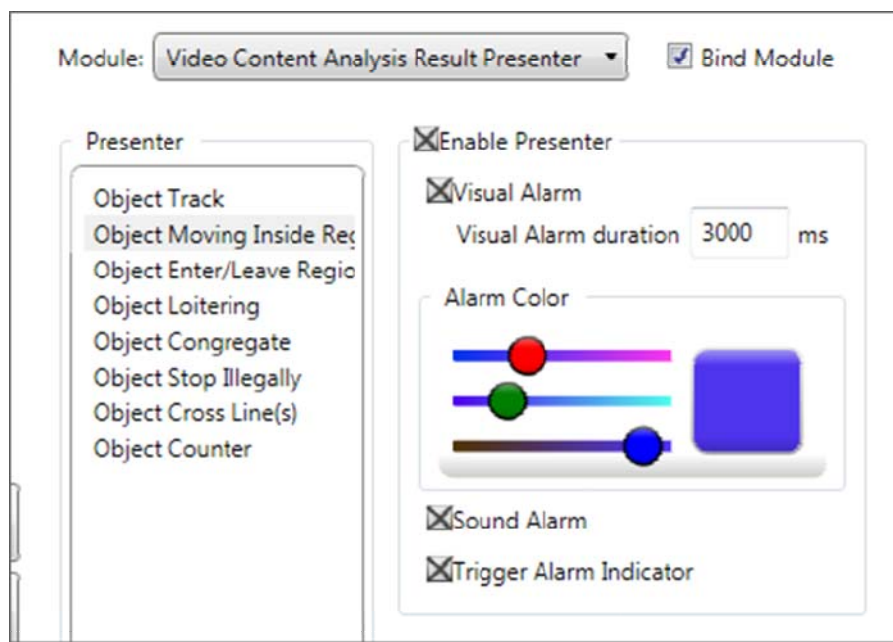 Module: Video Content Analysis Result Presenter Bind Module
Presenter
Object Track
Object Moving Inside Reg
Object Enter/Leave Regio
Object Loitering
Object Congregate
Object Stop Illegally
Object Cross Line(s)
Object Counter
Enable Presenter
Visual Alarm
Visual Alarm duration 3000 ms
Alarm Color
Sound Alarm
Trigger Alarm Indicator